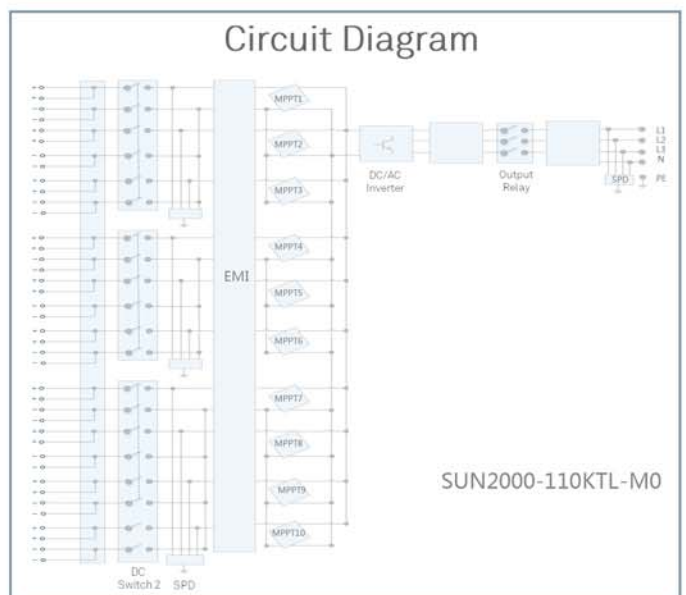 Circuit Diagram
MPPT1
MPPT2
MPPT3
MPPT4
MPPT5
MPPT6
MPPT7
MPPT8
MPPT9
MPPT10
EMI
DC/AC
Inverter
Output
Relay
L1
L2
L3
N
PE
SPD
SUN2000-110KTL-M0
DC
Switch 2
SPD